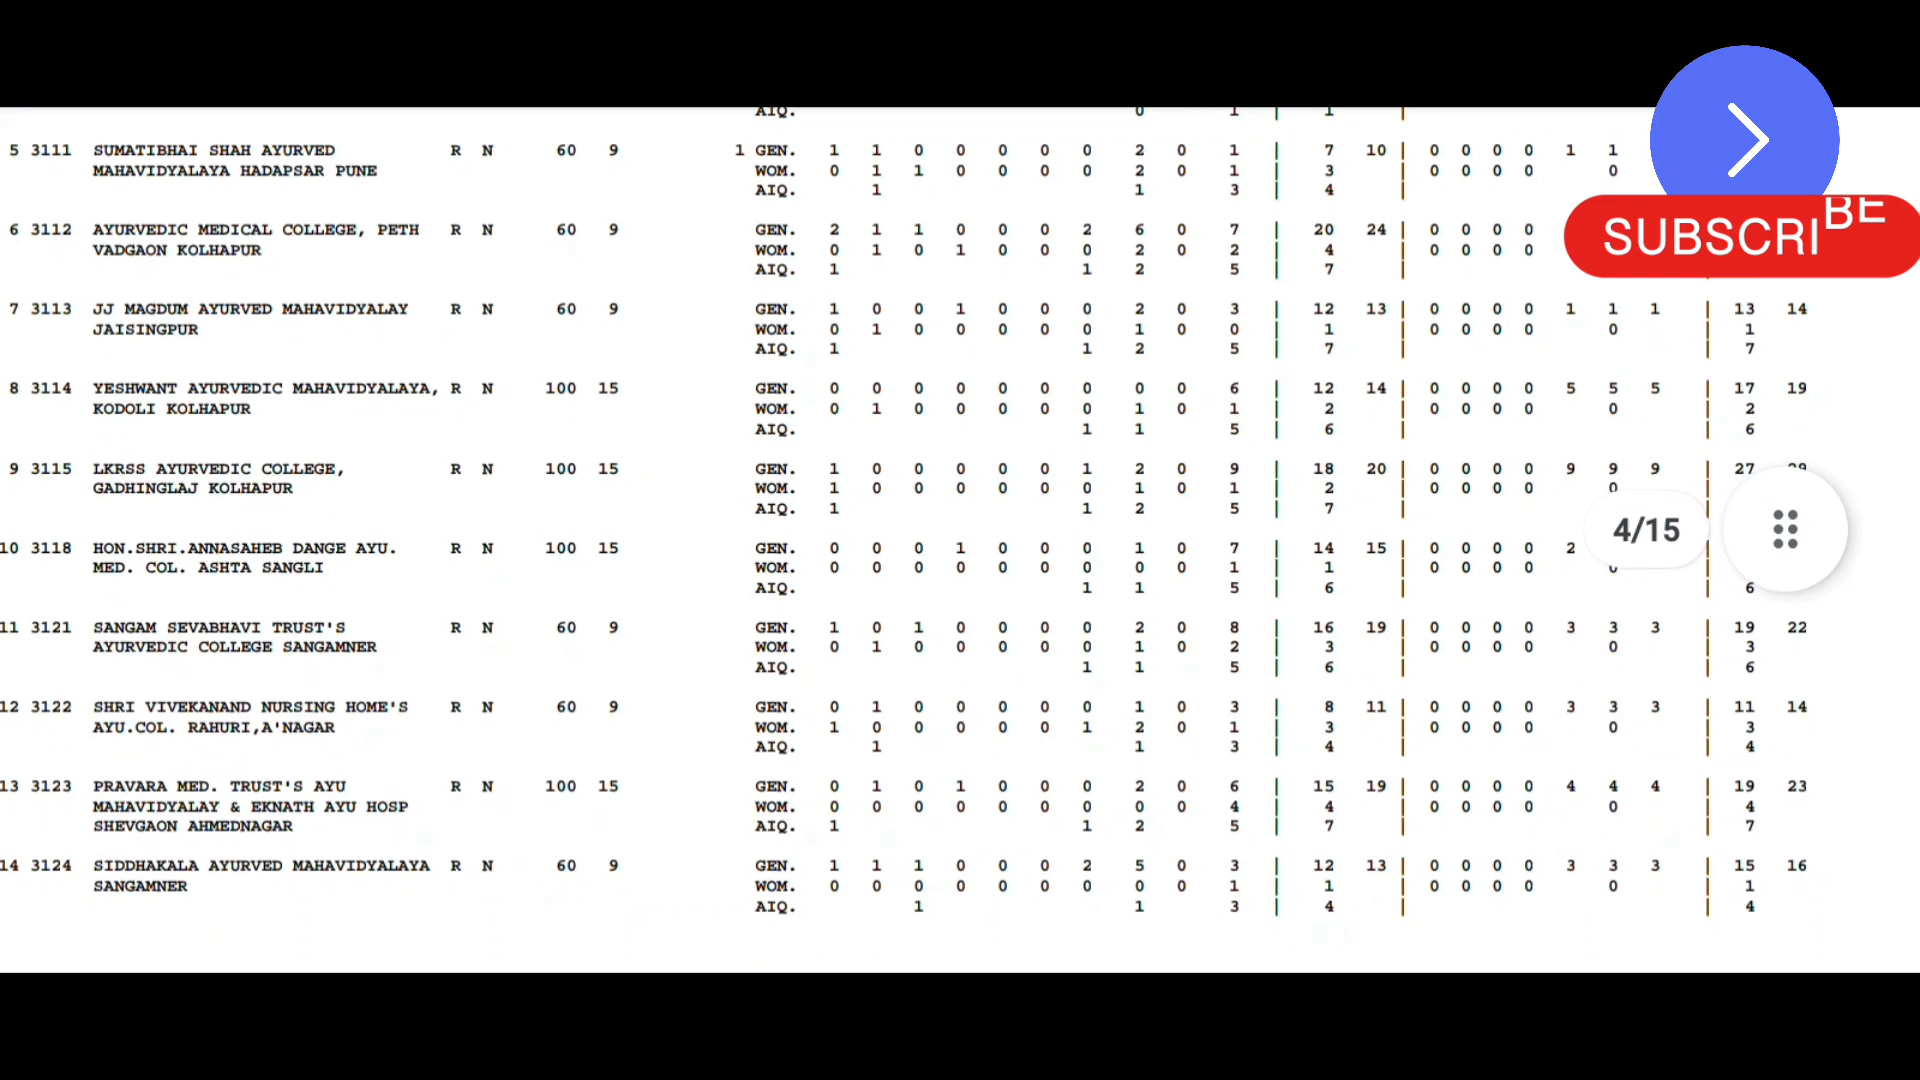 AIQ. 0 1 | 1 |
5 3111 SUMATIBHAI SHAH AYURVED R N 60 9 1 GEN. 1 1 0 0 0 0 0 2 0 1 | 7 10 | 0 0 0 0 1 1
MAHAVIDYALAYA HADAPSAR PUNE WOM. 0 1 1 0 0 0 0 2 0 1 | 3 | 0 0 0 0 0
AIQ. 1 1 3 | 4 |
6 3112 AYURVEDIC MEDICAL COLLEGE, PETH R N 60 9 GEN. 2 1 1 0 0 0 2 6 0 7 | 20 24 | 0 0 0 0
VADGAON KOLHAPUR WOM. 0 1 0 1 0 0 0 2 0 2 | 4 | 0 0 0 0
AIQ. 1 1 2 5 | 7 |
SUBSCRIBE
7 3113 JJ MAGDUM AYURVED MAHAVIDYALAY R N 60 9 GEN. 1 0 0 1 0 0 0 2 0 3 | 12 13 | 0 0 0 0 1 1 1 | 13 14
JAISINGPUR WOM. 0 1 0 0 0 0 0 1 0 0 | 1 | 0 0 0 0 0 | 1
AIQ. 1 1 2 5 | 7 | | 7
8 3114 YESHWANT AYURVEDIC MAHAVIDYALAYA, R N 100 15 GEN. 0 0 0 0 0 0 0 0 0 6 | 12 14 | 0 0 0 0 5 5 5 | 17 19
KODOLI KOLHAPUR WOM. 0 1 0 0 0 0 0 1 0 1 | 2 | 0 0 0 0 0 | 2
AIQ. 1 1 5 | 6 | | 6
9 3115 LKRSS AYURVEDIC COLLEGE, R N 100 15 GEN. 1 0 0 0 0 0 1 2 0 9 | 18 20 | 0 0 0 0 9 9 9 | 27
GADHINGLAJ KOLHAPUR WOM. 1 0 0 0 0 0 0 1 0 1 | 2 | 0 0 0 0 0
AIQ. 1 1 2 5 | 7 |
4/15
10 3118 HON.SHRI.ANNASAHEB DANGE AYU. R N 100 15 GEN. 0 0 0 1 0 0 0 1 0 7 | 14 15 | 0 0 0 0 2
MED. COL. ASHTA SANGLI WOM. 0 0 0 0 0 0 0 0 0 1 | 1 | 0 0 0 0
AIQ. 1 1 5 | 6 | | 6
11 3121 SANGAM SEVABHAVI TRUST'S R N 60 9 GEN. 1 0 1 0 0 0 0 2 0 8 | 16 19 | 0 0 0 0 3 3 3 | 19 22
AYURVEDIC COLLEGE SANGAMNER WOM. 0 1 0 0 0 0 0 1 0 2 | 3 | 0 0 0 0 0 | 3
AIQ. 1 1 5 | 6 | | 6
12 3122 SHRI VIVEKANAND NURSING HOME'S R N 60 9 GEN. 0 1 0 0 0 0 0 1 0 3 | 8 11 | 0 0 0 0 3 3 3 | 11 14
AYU.COL. RAHURI,A'NAGAR WOM. 1 0 0 0 0 0 1 2 0 1 | 3 | 0 0 0 0 0 | 3
AIQ. 1 1 3 | 4 | | 4
13 3123 PRAVARA MED. TRUST'S AYU R N 100 15 GEN. 0 1 0 1 0 0 0 2 0 6 | 15 19 | 0 0 0 0 4 4 4 | 19 23
MAHAVIDYALAY & EKNATH AYU HOSP WOM. 0 0 0 0 0 0 0 0 0 4 | 4 | 0 0 0 0 0 | 4
SHEVGAON AHMEDNAGAR AIQ. 1 1 2 5 | 7 | | 7
14 3124 SIDDHAKALA AYURVED MAHAVIDYALAYA R N 60 9 GEN. 1 1 1 0 0 0 2 5 0 3 | 12 13 | 0 0 0 0 3 3 3 | 15 16
SANGAMNER WOM. 0 0 0 0 0 0 0 0 0 1 | 1 | 0 0 0 0 0 | 1
AIQ. 1 1 3 | 4 | | 4